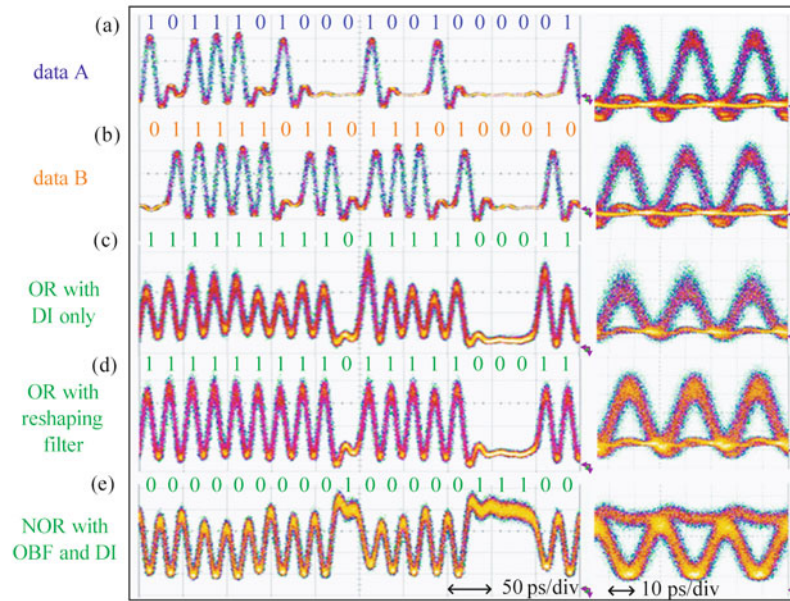 (a) 1 0 1 1 1 0 1 0 0 0 1 0 0 1 0 0 0 0 0 1
data A
(b) 0 1 1 1 1 1 0 1 1 0 1 1 1 0 1 0 0 0 1 0
data B
(c) 1 1 1 1 1 1 1 1 1 0 1 1 1 1 1 0 0 0 1 1
OR with
DI only
(d) 1 1 1 1 1 1 1 1 1 0 1 1 1 1 1 0 0 0 1 1
OR with
reshaping
filter
(e) 0 0 0 0 0 0 0 0 0 1 0 0 0 0 0 1 1 1 0 0
NOR with
OBF and DI
50 ps/div
10 ps/div